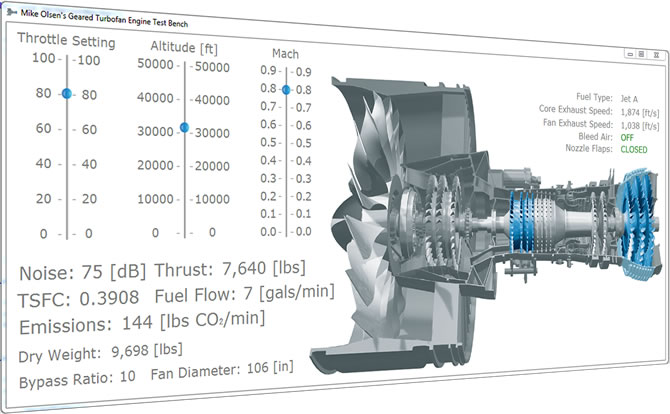 Mike Olsen's Geared Turbofan Engine Test Bench
Throttle Setting
100 - - 100
80 - - 80
60 - - 60
40 - - 40
20 - - 20
0 - - 0
Altitude [ft]
50000 - - 50000
40000 - - 40000
30000 - - 30000
20000 - - 20000
10000 - - 10000
0 - - 0
Mach
0.9 - - 0.9
0.8 - - 0.8
0.7 - - 0.7
0.6 - - 0.6
0.5 - - 0.5
0.4 - - 0.4
0.3 - - 0.3
0.2 - - 0.2
0.1 - - 0.1
0.0 - - 0.0
Fuel Type: Jet A
Core Exhaust Speed: 1,874 [ft/s]
Fan Exhaust Speed: 1,038 [ft/s]
Bleed Air: OFF
Nozzle Flaps: CLOSED
Noise: 75 [dB] Thrust: 7,640 [lbs]
TSFC: 0.3908 Fuel Flow: 7 [gals/min]
Emissions: 144 [lbs CO₂/min]
Dry Weight: 9,698 [lbs]
Bypass Ratio: 10 Fan Diameter: 106 [in]